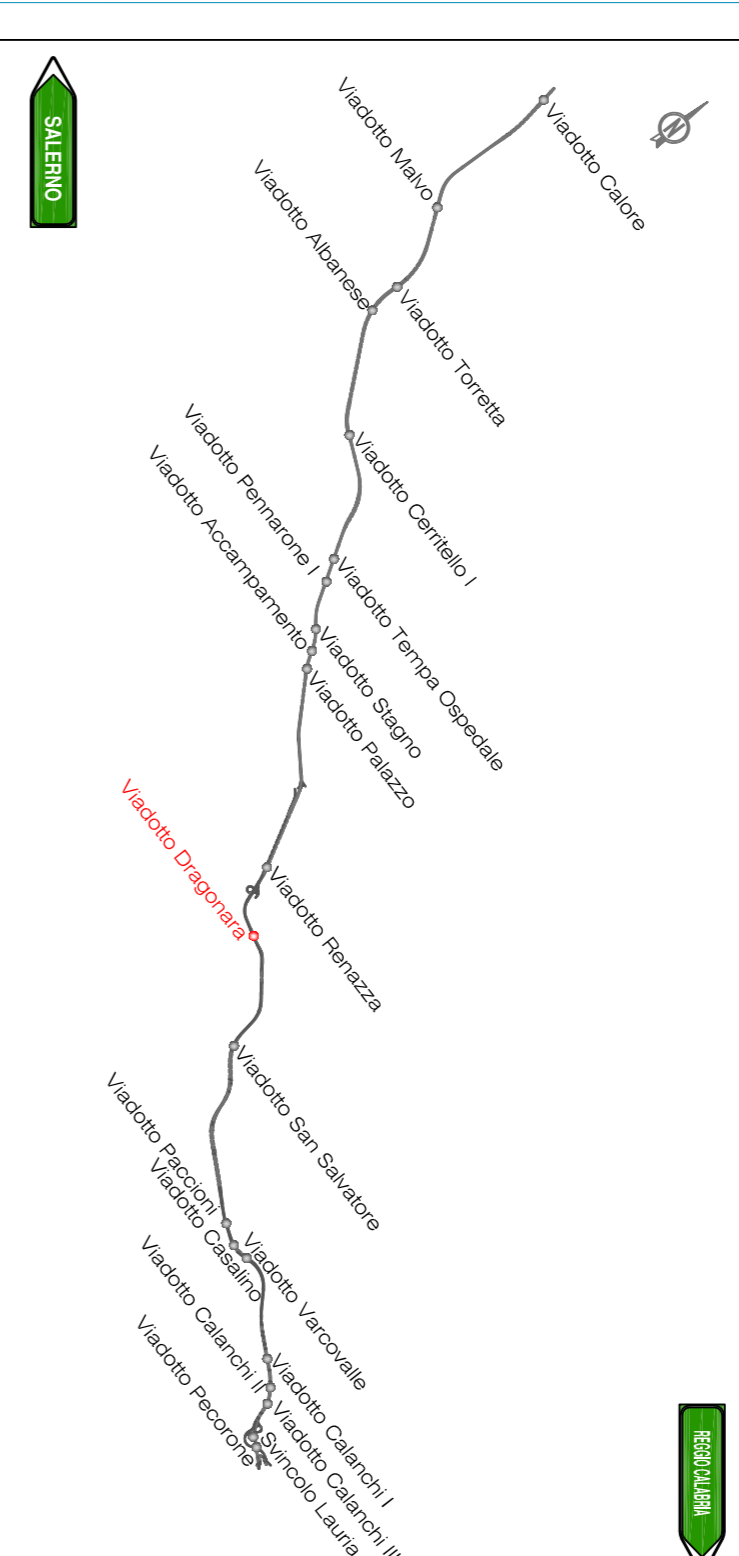 SALERNO
N
Viadotto Calore
Viadotto Malvo
Viadotto Albanese
Viadotto Torretta
Viadotto Cerritello I
Viadotto Pennarone I
Viadotto Accampamento
Viadotto Tempa Ospedale
Viadotto Stagno
Viadotto Palazzo
Viadotto Dragonara
Viadotto Renazza
Viadotto San Salvatore
Viadotto Paccioni
Viadotto Casalino
Viadotto Varcovalle
Viadotto Calanchi II
Viadotto Calanchi I
Viadotto Calanchi III
Viadotto Pecorone
Svincolo Lauria
REGGIO CALABRIA